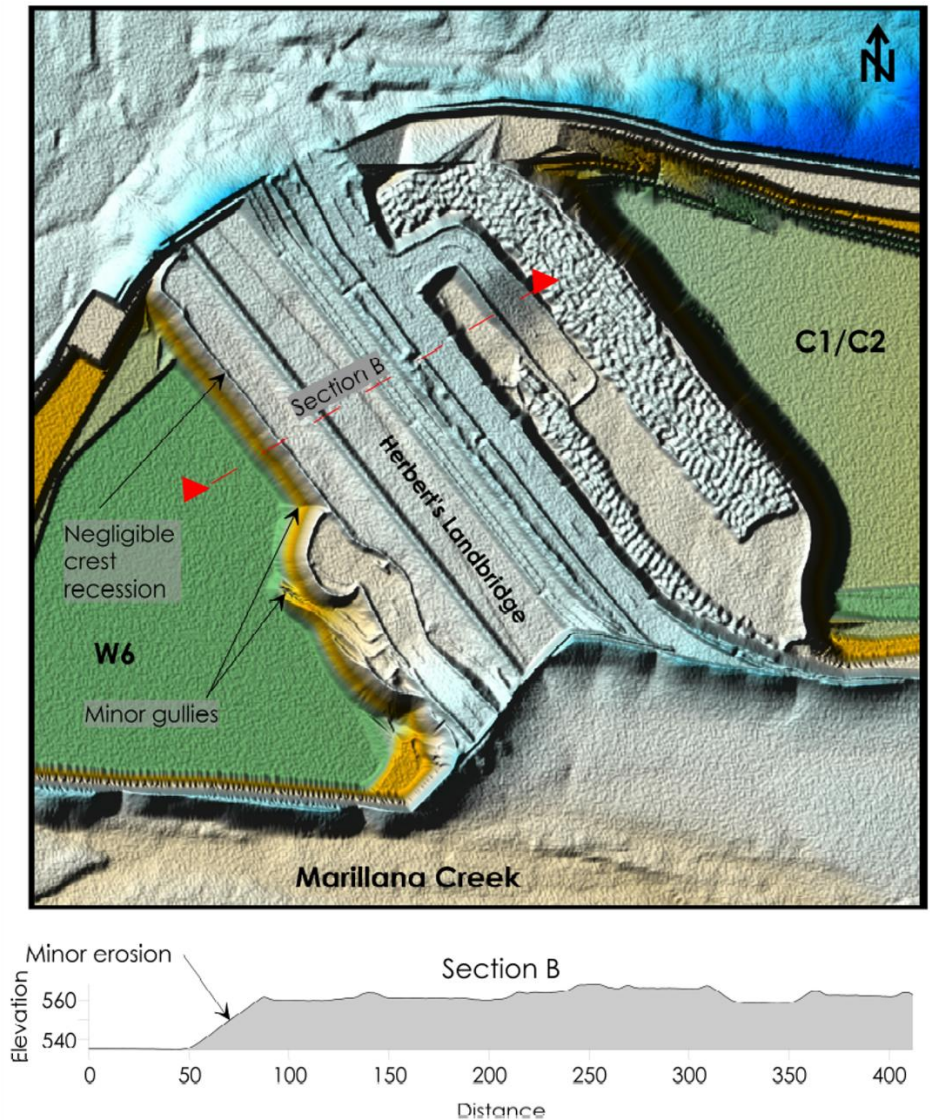 N
C1/C2
Section B
Herbert's Landbridge
Negligible
crest
recession
W6
Minor gullies
Marillana Creek
Minor erosion
Section B
Elevation
560
540
0
50
100
150
200
250
300
350
400
Distance